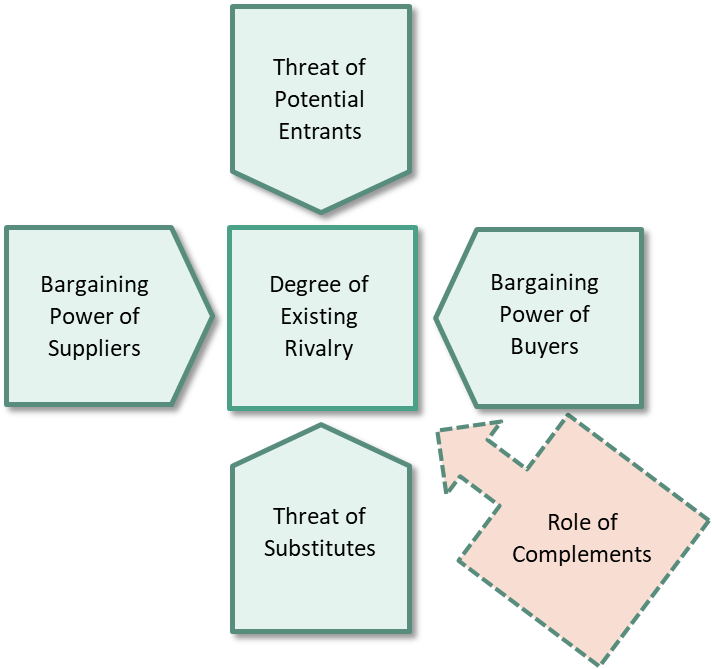 Threat of
Potential
Entrants
Bargaining
Power of
Suppliers
Degree of
Existing
Rivalry
Bargaining
Power of
Buyers
Threat of
Substitutes
Role of
Complements